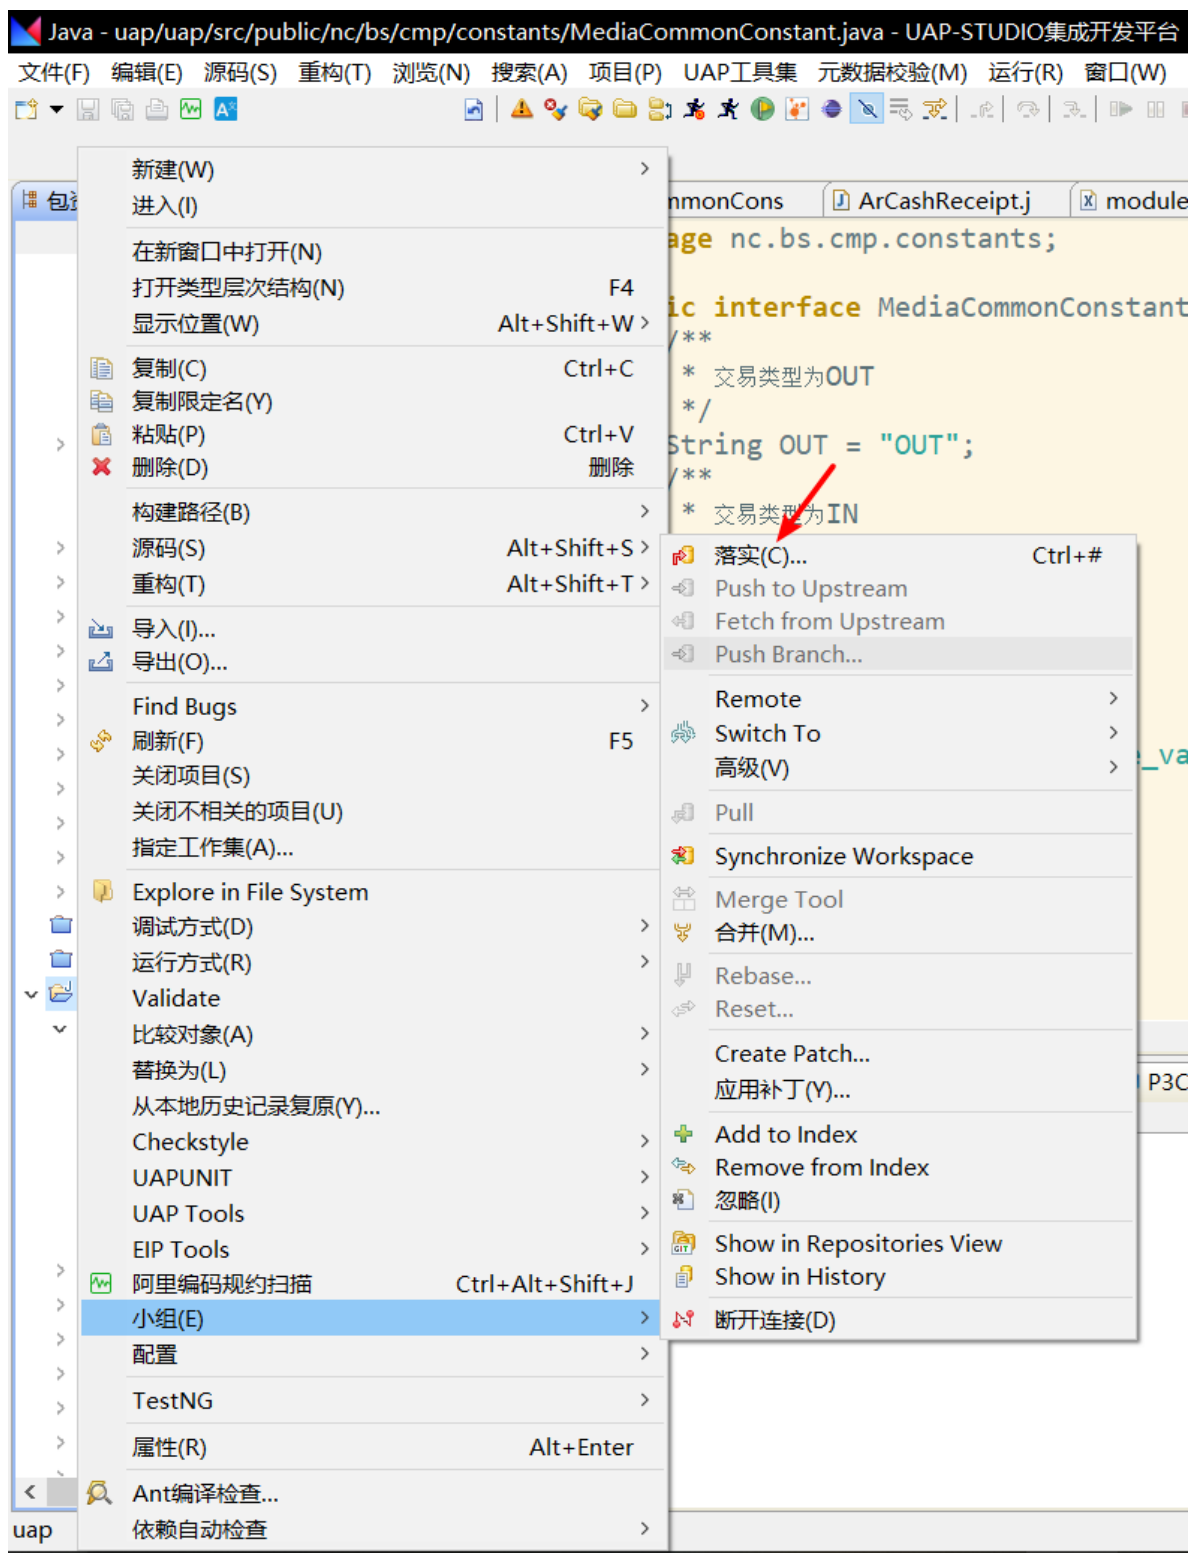 Java - uap/uap/src/public/nc/bs/cmp/constants/MediaCommonConstant.java - UAP-STUDIO集成开发平台
文件(F) 编辑(E) 源码(S) 重构(T) 浏览(N) 搜索(A) 项目(P) UAP工具集 元数据校验(M) 运行(R) 窗口(W)
包
mmonCons ArCashReceipt.j module
age nc.bs.cmp.constants;
ic interface MediaCommonConstant
/**
* 交易类型为OUT
*/
String OUT = "OUT";
/**
* 交易类型为IN
e_va
P3C
新建(W)
进入(I)
在新窗口中打开(N)
打开类型层次结构(N) F4
显示位置(W) Alt+Shift+W
复制(C) Ctrl+C
复制限定名(Y)
粘贴(P) Ctrl+V
删除(D) 删除
构建路径(B)
源码(S) Alt+Shift+S
重构(T) Alt+Shift+T
导入(I)...
导出(O)...
Find Bugs
刷新(F) F5
关闭项目(S)
关闭不相关的项目(U)
指定工作集(A)...
Explore in File System
调试方式(D)
运行方式(R)
Validate
比较对象(A)
替换为(L)
从本地历史记录复原(Y)...
Checkstyle
UAPUNIT
UAP Tools
EIP Tools
阿里编码规约扫描 Ctrl+Alt+Shift+J
小组(E)
配置
TestNG
属性(R) Alt+Enter
Ant编译检查...
依赖自动检查
落实(C)... Ctrl+#
Push to Upstream
Fetch from Upstream
Push Branch...
Remote
Switch To
高级(V)
Pull
Synchronize Workspace
Merge Tool
合并(M)...
Rebase...
Reset...
Create Patch...
应用补丁(Y)...
Add to Index
Remove from Index
忽略(I)
Show in Repositories View
Show in History
断开连接(D)
uap